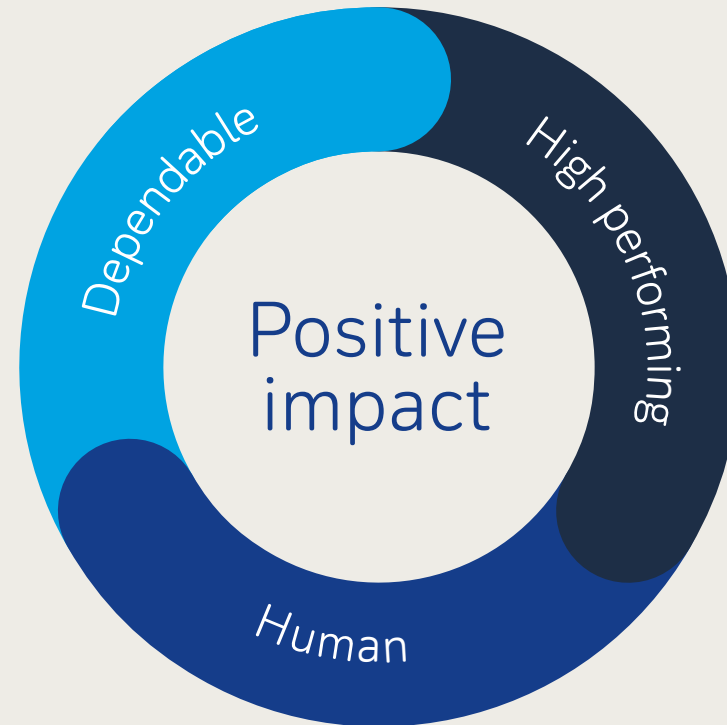 Dependable
High performing
Positive
impact
Human